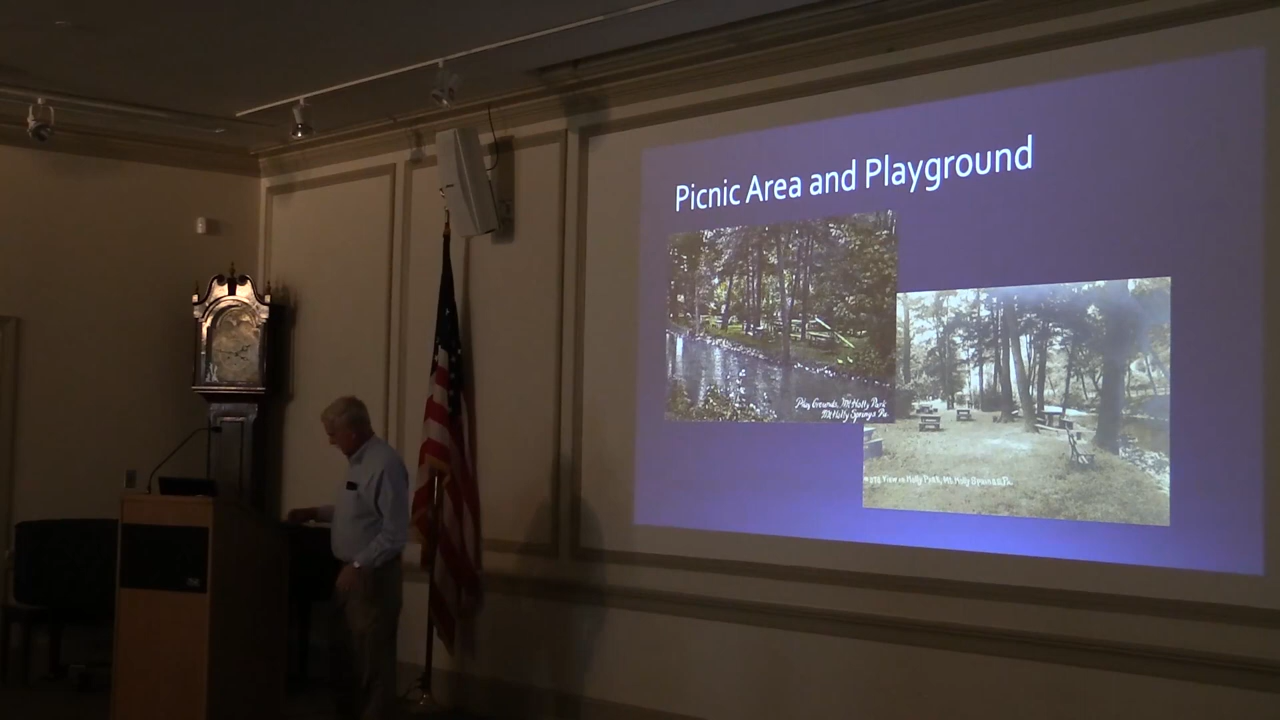 Picnic Area and Playground
Play Grounds, Mt Holly Park
Mt Holly Springs Pa.
View in Holly Park, Mt. Holly Springs, Pa.